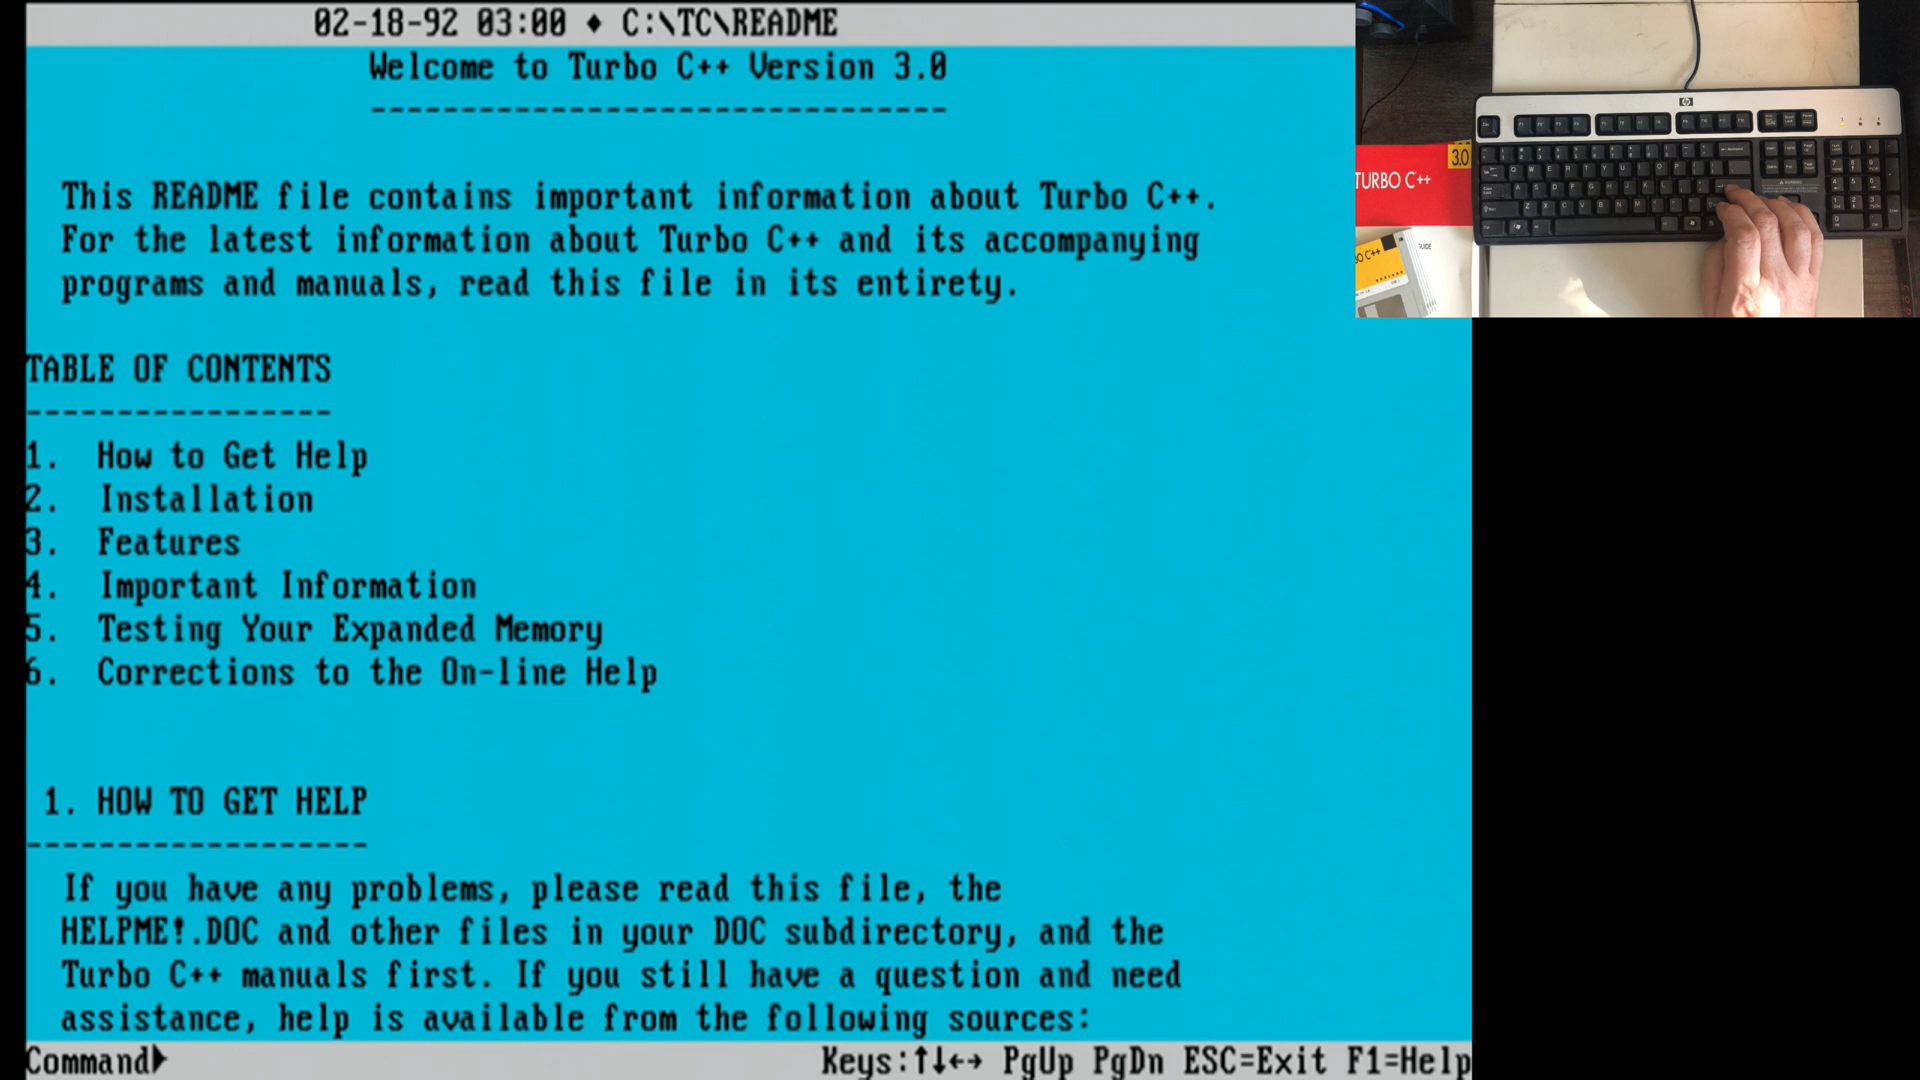 02-18-92 03:00 ♦ C:\TC\README
Welcome to Turbo C++ Version 3.0
--------------------------------
This README file contains important information about Turbo C++.
For the latest information about Turbo C++ and its accompanying
programs and manuals, read this file in its entirety.
TABLE OF CONTENTS
-----------------
1. How to Get Help
2. Installation
3. Features
4. Important Information
5. Testing Your Expanded Memory
6. Corrections to the On-line Help
1. HOW TO GET HELP
-------------------
If you have any problems, please read this file, the
HELPME!.DOC and other files in your DOC subdirectory, and the
Turbo C++ manuals first. If you still have a question and need
assistance, help is available from the following sources:
Command▶ Keys:↑↓←→ PgUp PgDn ESC=Exit F1=Help
3.0
TURBO C++
GUIDE
BO C++
hp